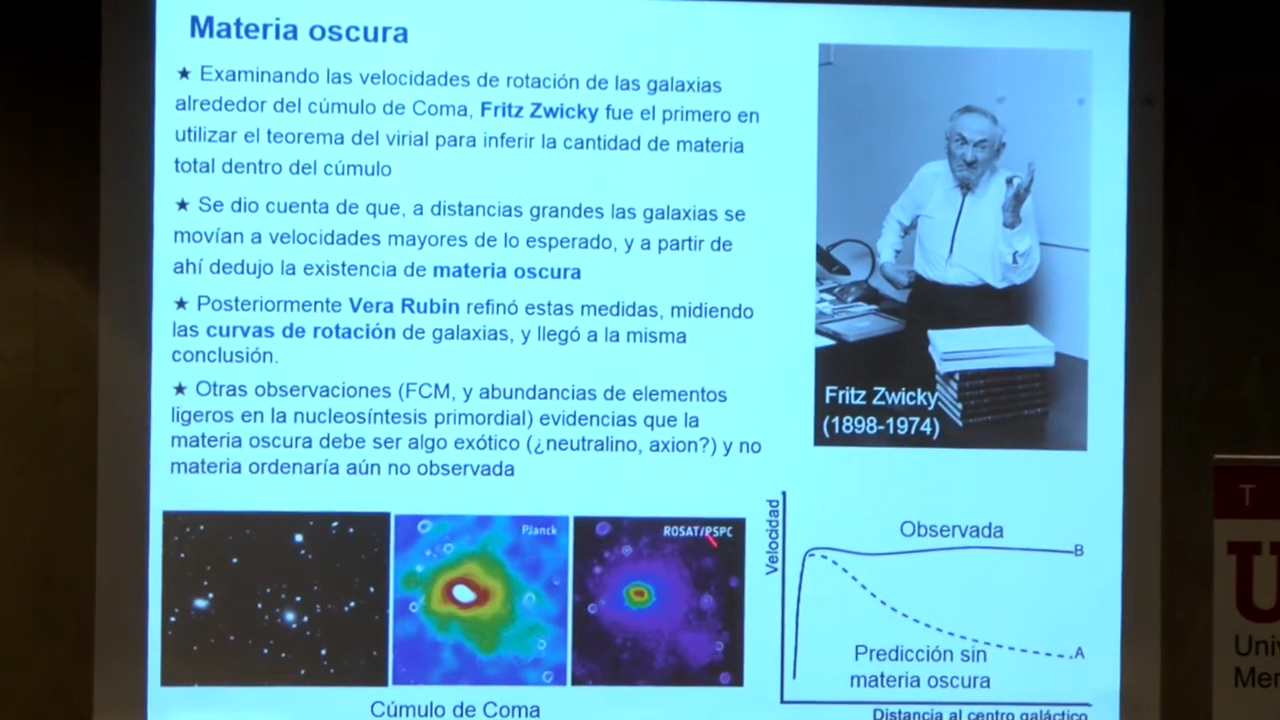 Materia oscura
★ Examinando las velocidades de rotación de las galaxias
alrededor del cúmulo de Coma, Fritz Zwicky fue el primero en
utilizar el teorema del virial para inferir la cantidad de materia
total dentro del cúmulo
★ Se dio cuenta de que, a distancias grandes las galaxias se
movían a velocidades mayores de lo esperado, y a partir de
ahí dedujo la existencia de materia oscura
★ Posteriormente Vera Rubin refinó estas medidas, midiendo
las curvas de rotación de galaxias, y llegó a la misma
conclusión.
★ Otras observaciones (FCM, y abundancias de elementos
ligeros en la nucleosíntesis primordial) evidencias que la
materia oscura debe ser algo exótico (¿neutralino, axion?) y no
materia ordenaría aún no observada
Fritz Zwicky
(1898-1974)
Planck
ROSAT/PSPC
Cúmulo de Coma
Velocidad
Observada
B
A
Predicción sin
materia oscura
Distancia al centro galáctico
T
U